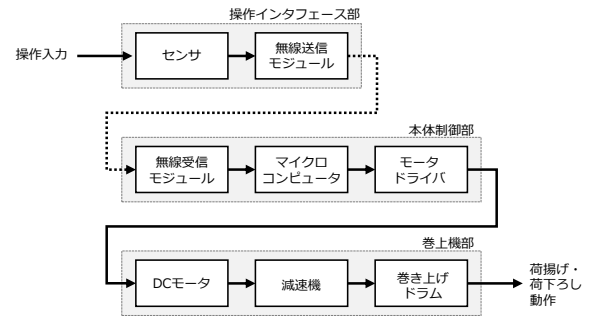 操作インタフェース部
操作入力
センサ
無線送信
モジュール
本体制御部
無線受信
モジュール
マイクロ
コンピュータ
モータ
ドライバ
巻上機部
DCモータ
減速機
巻き上げ
ドラム
荷揚げ・
荷下ろし
動作